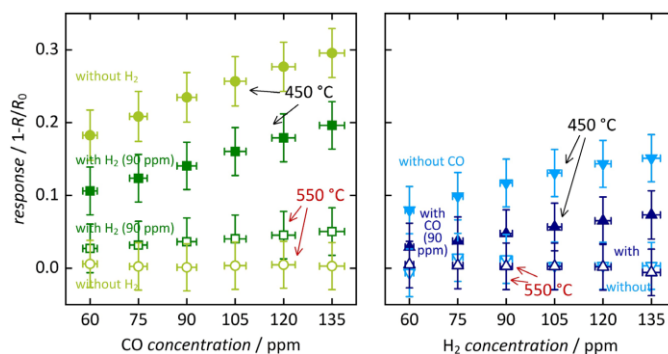 response / 1-R/R₀
0.3
0.2
0.1
0.0
without H₂
450 °C
with H₂ (90 ppm)
with H₂ (90 ppm)
550 °C
without H₂
60 75 90 105 120 135
CO concentration / ppm
450 °C
without CO
with
CO
(90
ppm)
with
without
550 °C
60 75 90 105 120 135
H₂ concentration / ppm